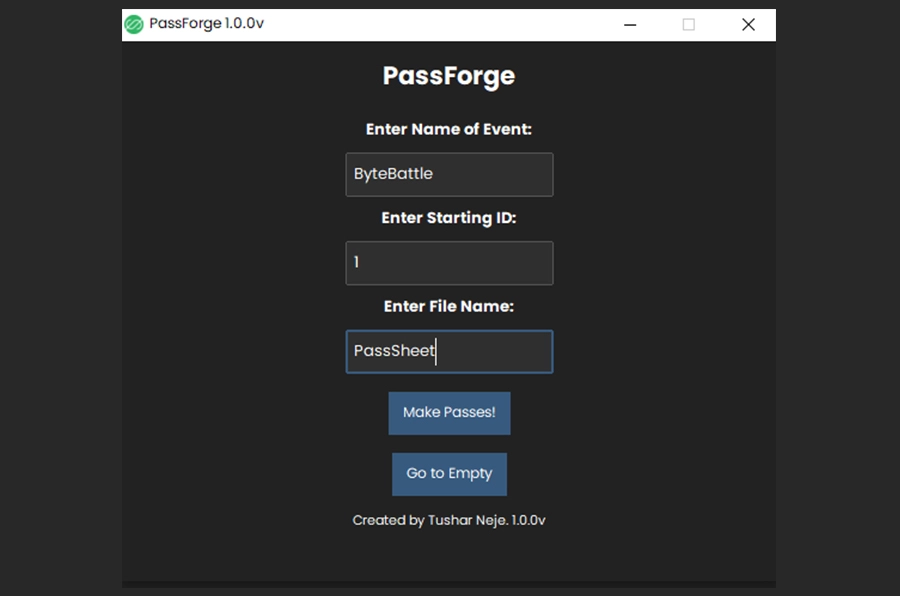 PassForge 1.0.0v
PassForge
Enter Name of Event:
ByteBattle
Enter Starting ID:
1
Enter File Name:
PassSheet
Make Passes!
Go to Empty
Created by Tushar Neje. 1.0.0v